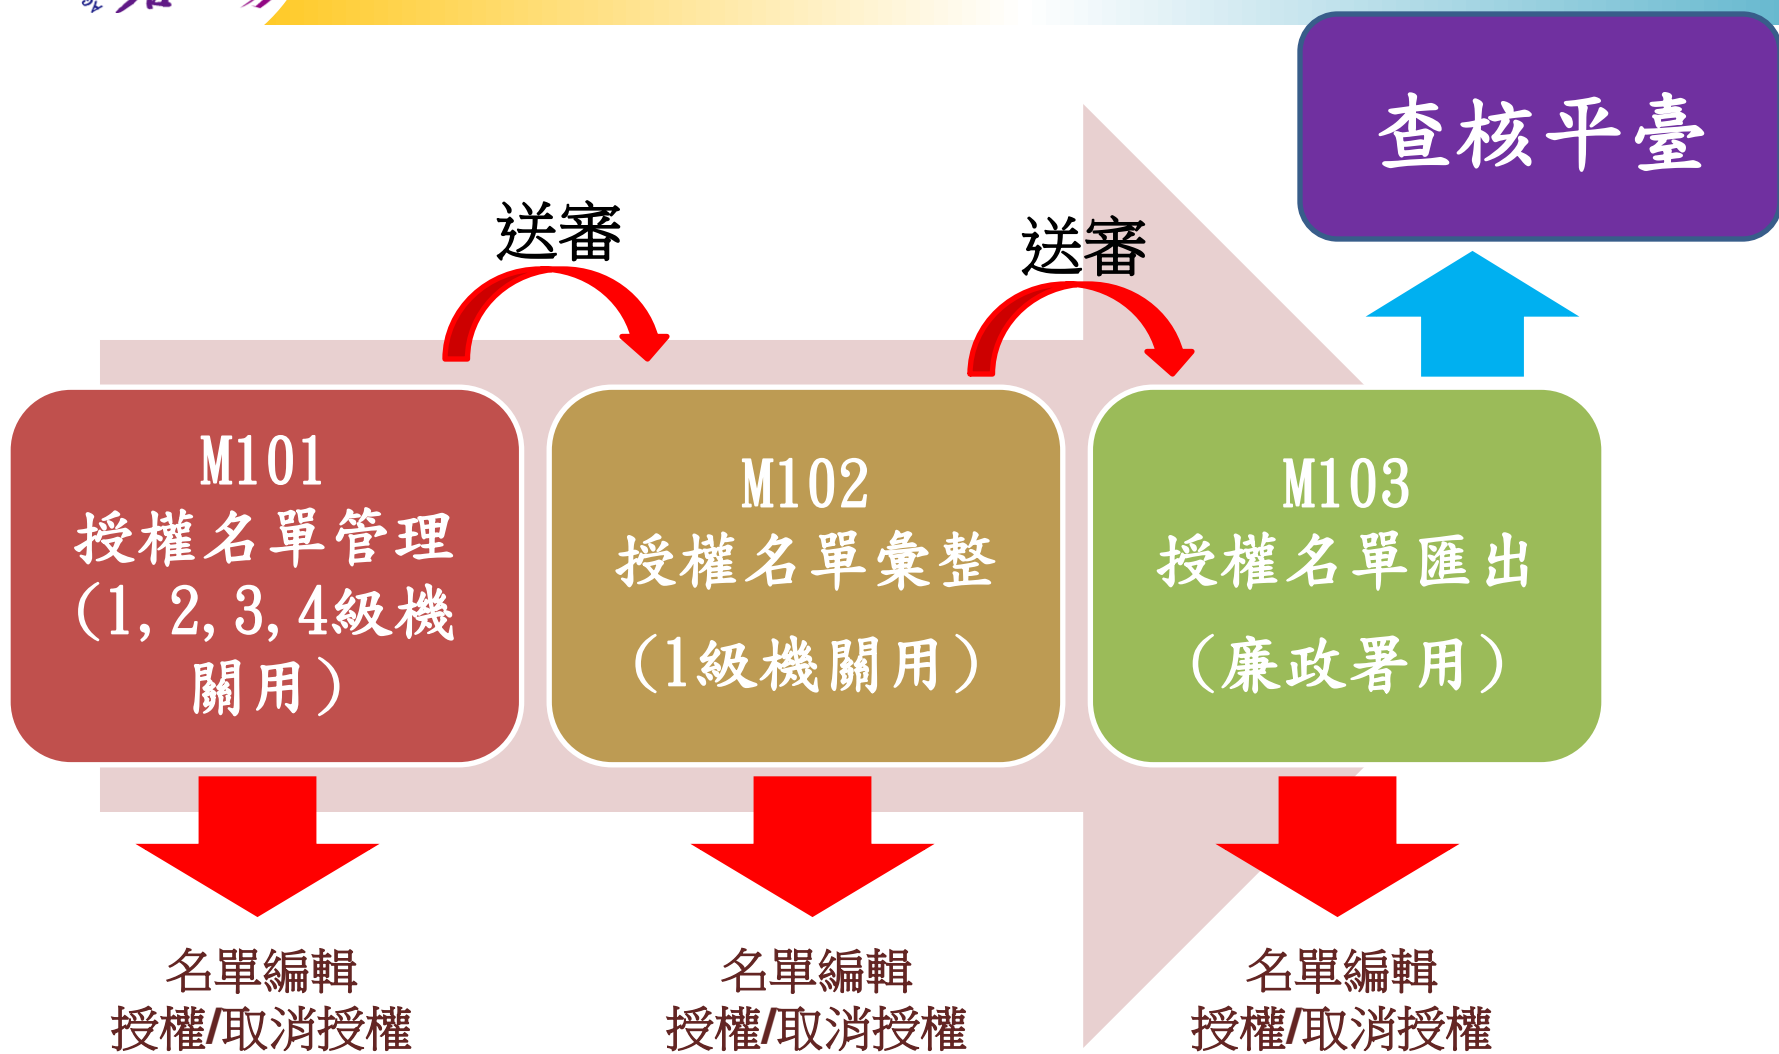 查核平臺
送審
送審
M101
授權名單管理
(1,2,3,4級機
關用)
M102
授權名單彙整
(1級機關用)
M103
授權名單匯出
(廉政署用)
名單編輯
授權/取消授權
名單編輯
授權/取消授權
名單編輯
授權/取消授權